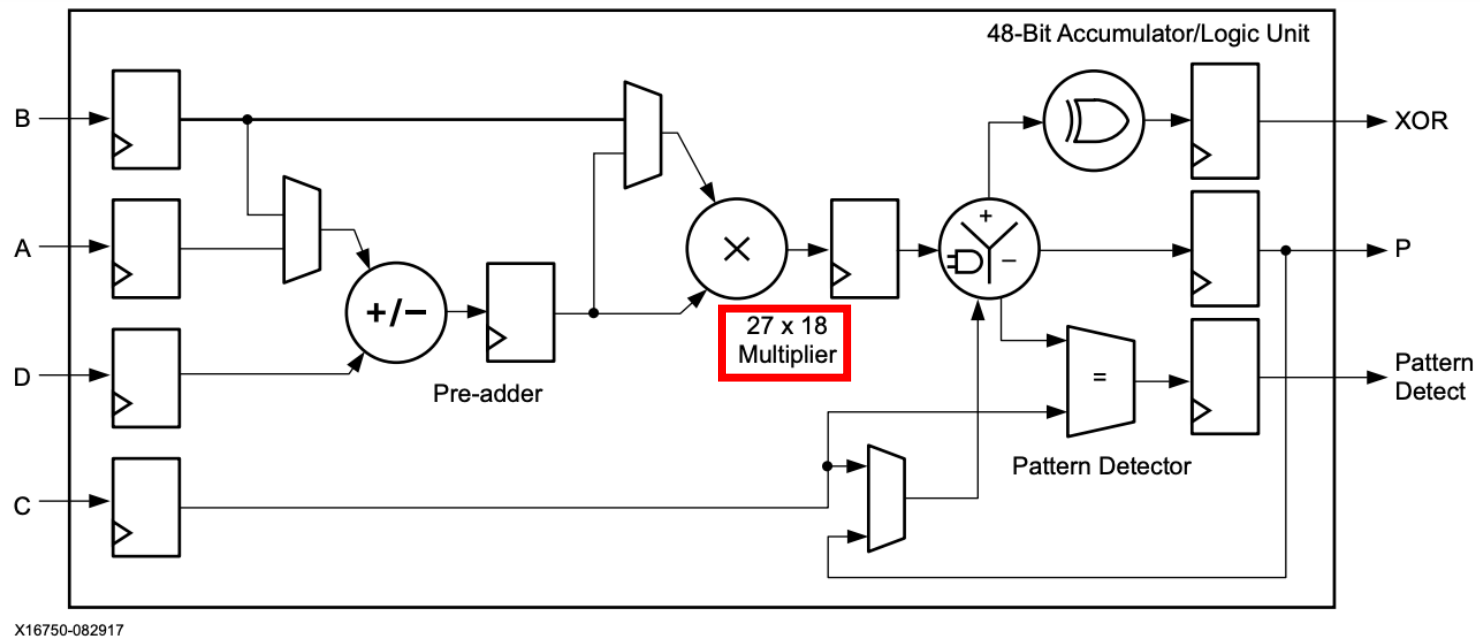 48-Bit Accumulator/Logic Unit
B
XOR
A
P
+
−
+/−
×
27 x 18
Multiplier
D
Pre-adder
=
Pattern
Detect
Pattern Detector
C
X16750-082917